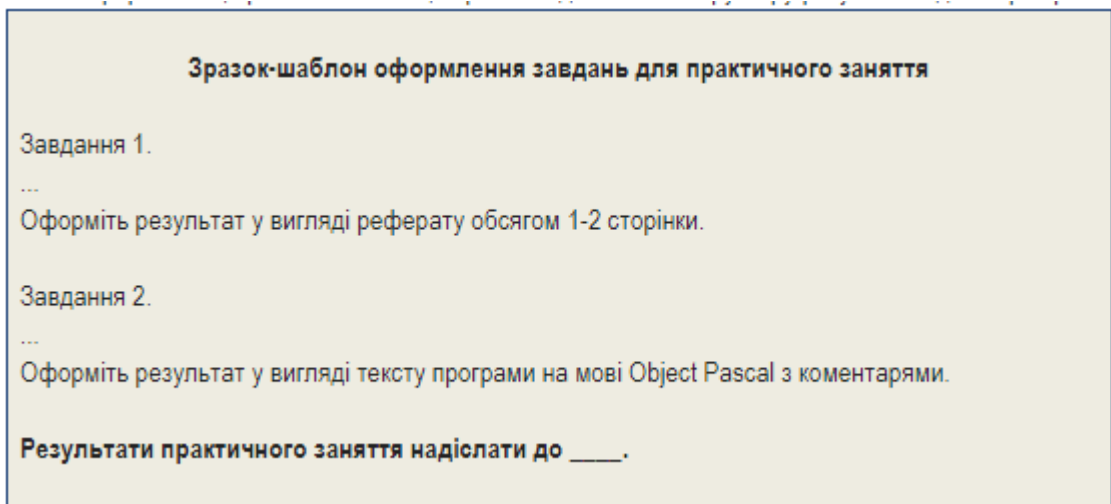 Зразок-шаблон оформлення завдань для практичного заняття
Завдання 1.
...
Оформіть результат у вигляді реферату обсягом 1-2 сторінки.
Завдання 2.
...
Оформіть результат у вигляді тексту програми на мові Object Pascal з коментарями.
Результати практичного заняття надіслати до ____.